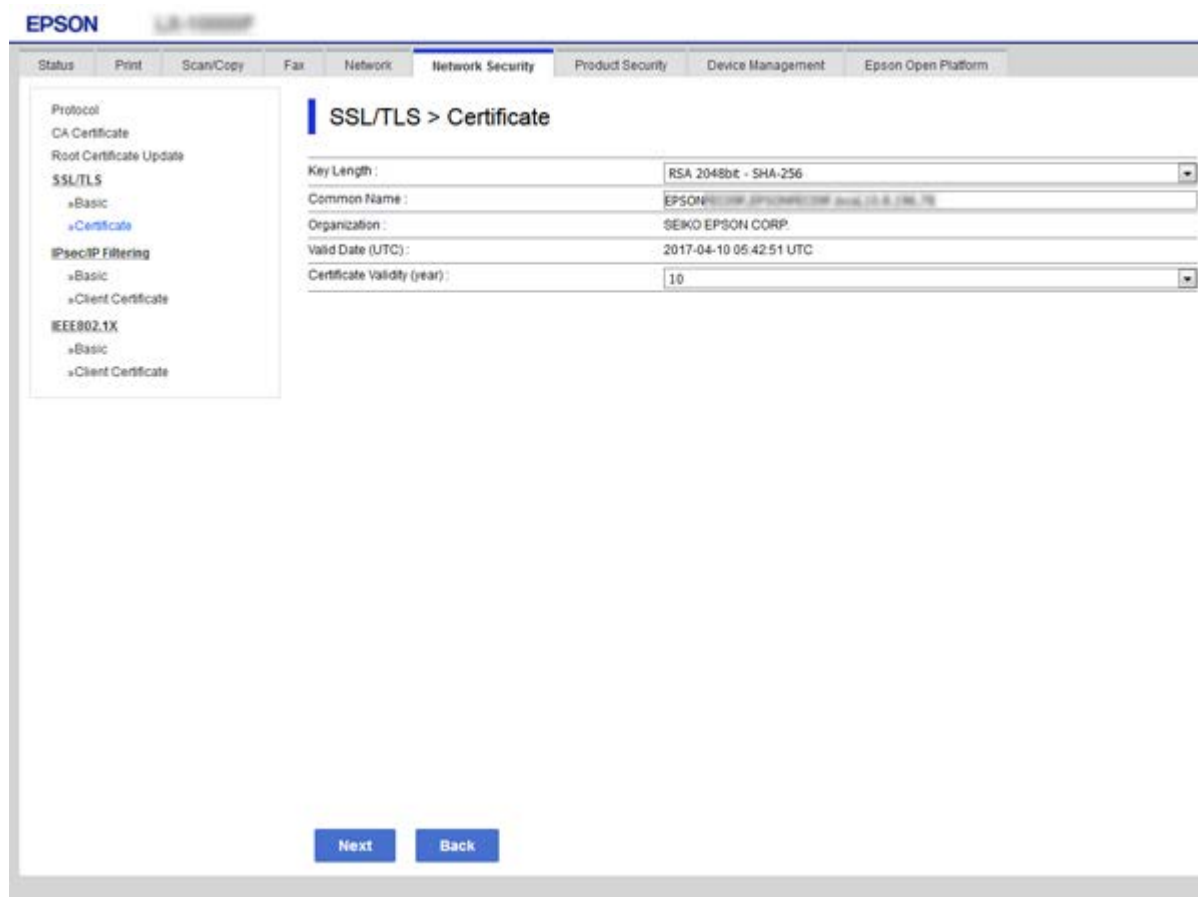 EPSON
Status Print Scan/Copy Fax Network Network Security Product Security Device Management Epson Open Platform
Protocol
CA Certificate
Root Certificate Update
SSL/TLS
»Basic
»Certificate
IPsec/IP Filtering
»Basic
»Client Certificate
IEEE802.1X
»Basic
»Client Certificate
SSL/TLS > Certificate
Key Length : RSA 2048bit - SHA-256
Common Name : EPSON
Organization : SEIKO EPSON CORP.
Valid Date (UTC) : 2017-04-10 05:42:51 UTC
Certificate Validity (year) : 10
Next Back